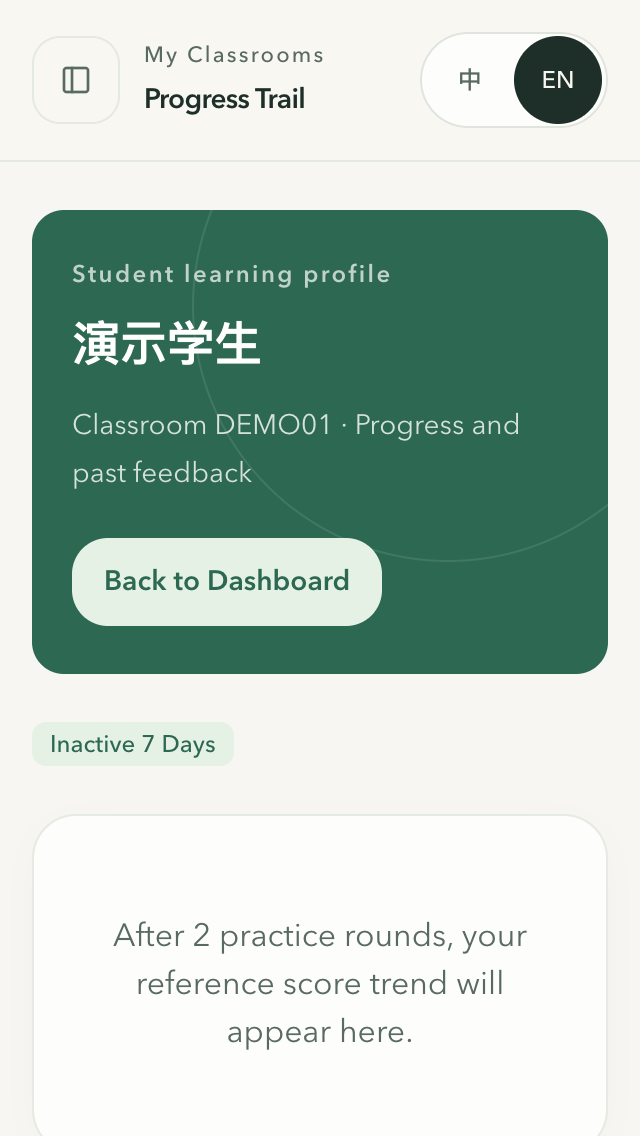 My Classrooms
Progress Trail
中
EN
Student learning profile
演示学生
Classroom DEMO01 · Progress and
past feedback
Back to Dashboard
Inactive 7 Days
After 2 practice rounds, your
reference score trend will
appear here.